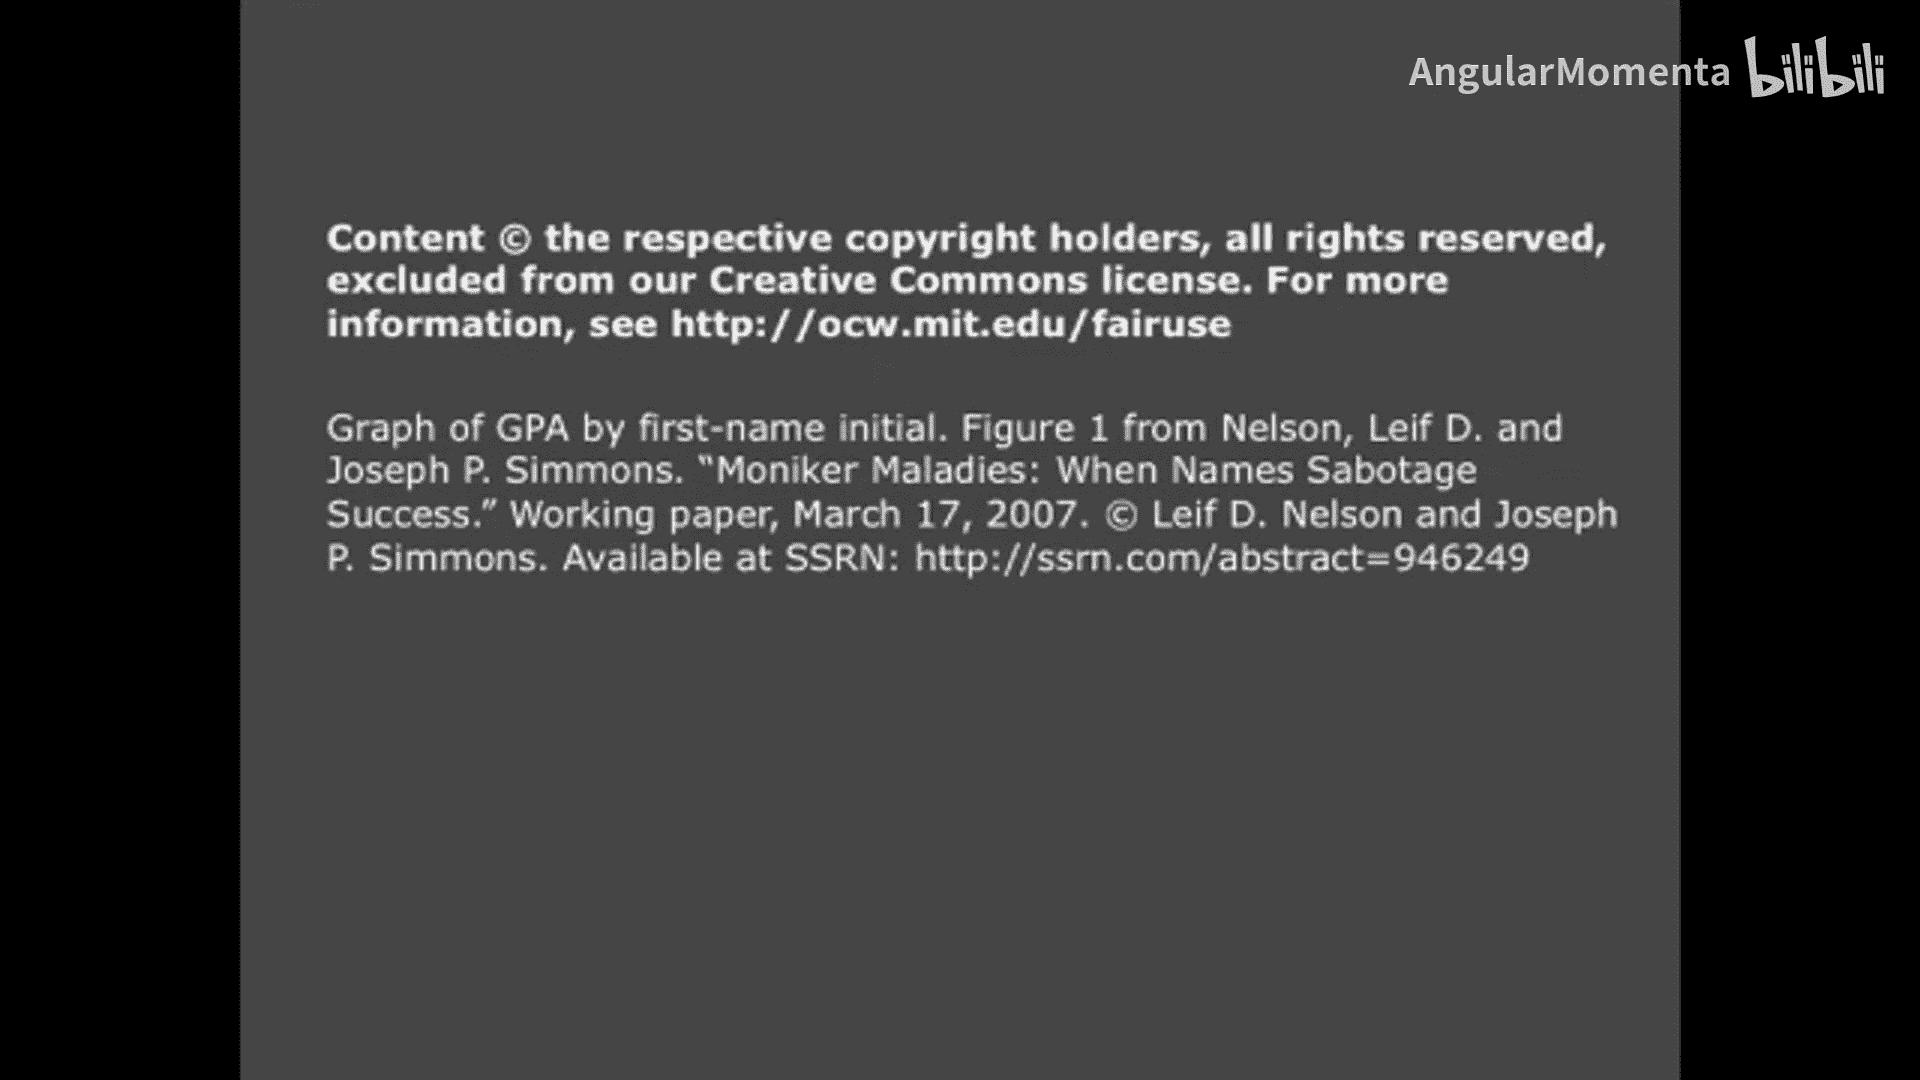 AngularMomenta bilibili
Content © the respective copyright holders, all rights reserved,
excluded from our Creative Commons license. For more
information, see http://ocw.mit.edu/fairuse
Graph of GPA by first-name initial. Figure 1 from Nelson, Leif D. and
Joseph P. Simmons. “Moniker Maladies: When Names Sabotage
Success.” Working paper, March 17, 2007. © Leif D. Nelson and Joseph
P. Simmons. Available at SSRN: http://ssrn.com/abstract=946249